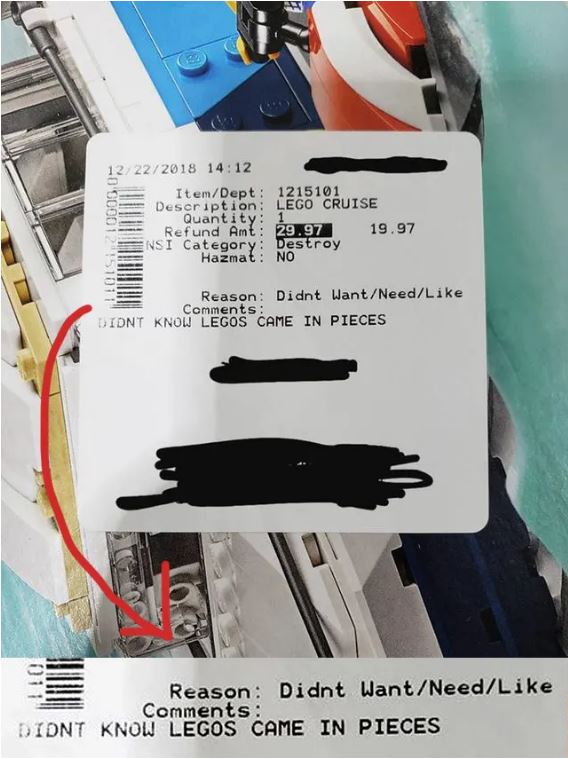 12/22/2018 14:12
Item/Dept: 1215101
Description: LEGO CRUISE
Quantity: 1
Refund Amt: 29.97 19.97
NSI Category: Destroy
Hazmat: NO
Reason: Didnt Want/Need/Like
Comments:
DIDNT KNOW LEGOS CAME IN PIECES
011
Reason: Didnt Want/Need/Like
Comments:
DIDNT KNOW LEGOS CAME IN PIECES